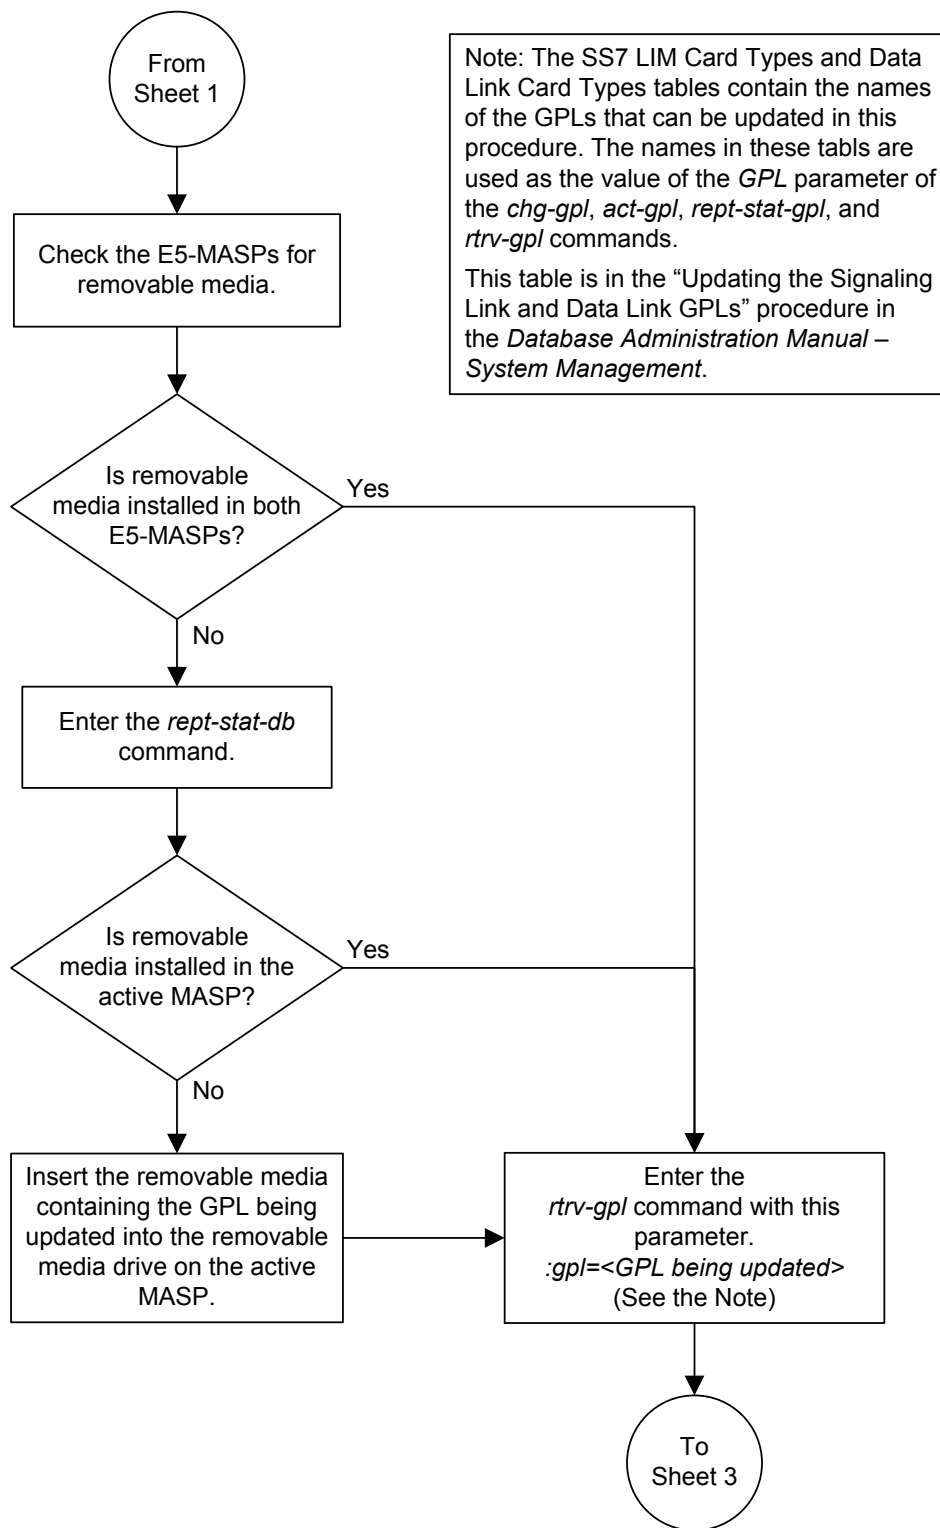 From
Sheet 1
Note: The SS7 LIM Card Types and Data
Link Card Types tables contain the names
of the GPLs that can be updated in this
procedure. The names in these tabls are
used as the value of the GPL parameter of
the chg-gpl, act-gpl, rept-stat-gpl, and
rtrv-gpl commands.
This table is in the “Updating the Signaling
Link and Data Link GPLs” procedure in
the Database Administration Manual –
System Management.
Check the E5-MASPs for
removable media.
Is removable
media installed in both
E5-MASPs?
Yes
No
Enter the rept-stat-db
command.
Is removable
media installed in the
active MASP?
Yes
No
Insert the removable media
containing the GPL being
updated into the removable
media drive on the active
MASP.
Enter the
rtrv-gpl command with this
parameter.
:gpl=<GPL being updated>
(See the Note)
To
Sheet 3